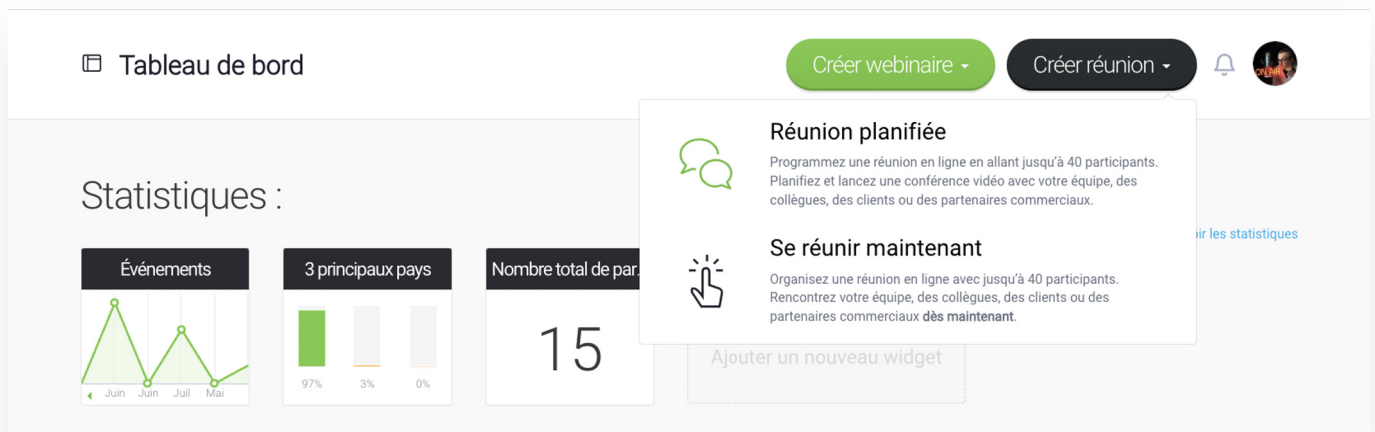 Tableau de bord
Créer webinaire
Créer réunion
ON AIR
Réunion planifiée
Programmez une réunion en ligne en allant jusqu'à 40 participants.
Planifiez et lancez une conférence vidéo avec votre équipe, des
collègues, des clients ou des partenaires commerciaux.
Se réunir maintenant
Organisez une réunion en ligne avec jusqu'à 40 participants.
Rencontrez votre équipe, des collègues, des clients ou des
partenaires commerciaux dès maintenant.
Statistiques :
les statistiques
Événements
Juin Juin Juil Mai
3 principaux pays
97% 3% 0%
Nombre total de par.
15
Ajouter un nouveau widget